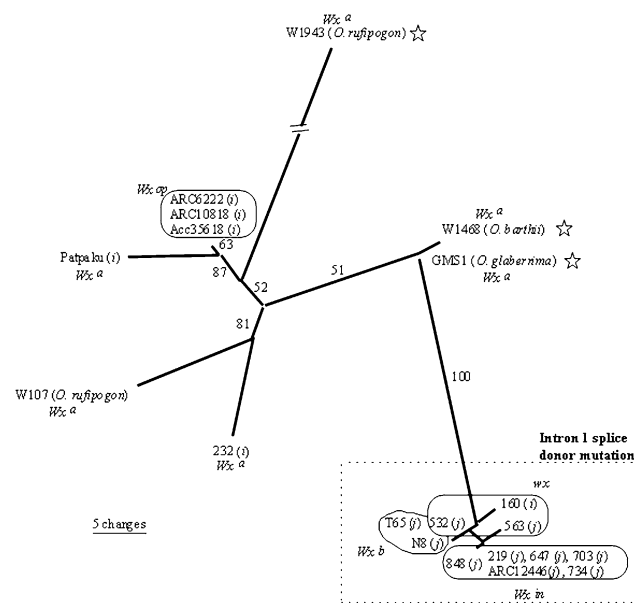 Wx a
W1943 (O. rufipogon) ☆
Wx op
ARC6222 (i)
ARC10818 (i)
Acc35618 (i)
63
Patpaku (i)
Wx a
87
52
51
Wx a
W1468 (O. barthii) ☆
GMS1 (O. glaberrima) ☆
Wx a
81
100
W107 (O. rufipogon)
Wx a
232 (i)
Wx a
Intron 1 splice
donor mutation
wx
160 (i)
T65 (j)
532 (j)
563 (j)
N8 (j)
Wx b
848 (j)
219 (j), 647 (j), 703 (j)
ARC12446(j), 734 (j)
Wx in
5 charges